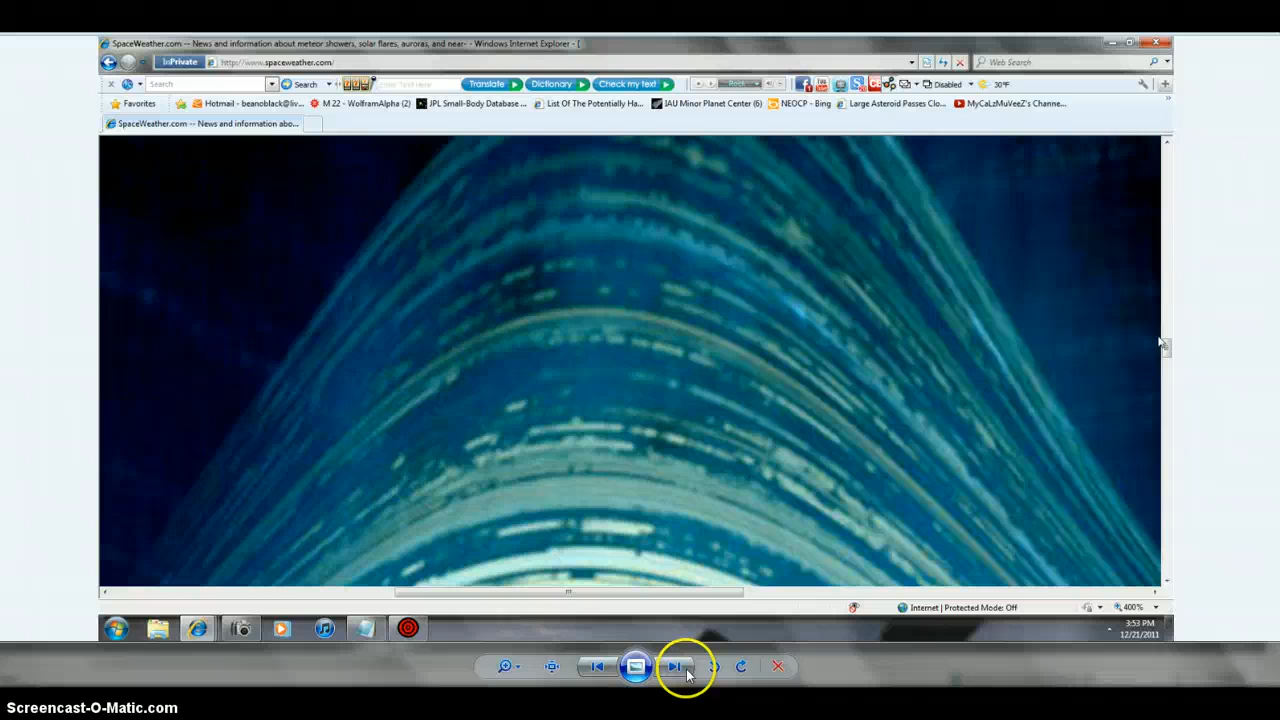 SpaceWeather.com -- News and information about meteor showers, solar flares, auroras, and near- - Windows Internet Explorer - [
InPrivate http://www.spaceweather.com/ Web Search
Search Search Enter Text Here Translate Dictionary Check my text Disabled 30°F
Favorites Hotmail - beanoblack@liv... M 22 - WolframAlpha (2) JPL Small-Body Database ... List Of The Potentially Ha... IAU Minor Planet Center (6) NEOCP - Bing Large Asteroid Passes Clo... MyCaLzMuVeeZ's Channe...
SpaceWeather.com -- News and information abo...
Internet | Protected Mode: Off 400%
3:53 PM
12/21/2011
Screencast-O-Matic.com